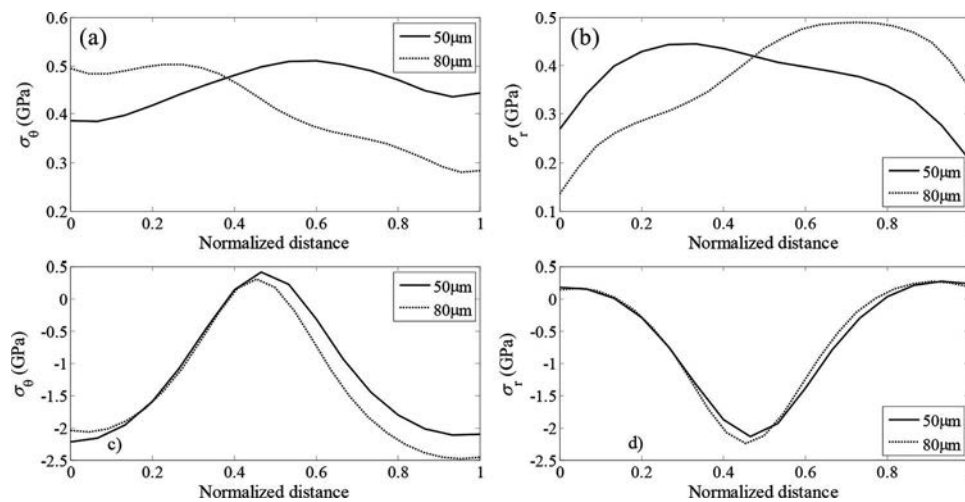 (a)
50μm
80μm
0.6
0.5
0.4
0.3
0.2
σθ (GPa)
0 0.2 0.4 0.6 0.8 1
Normalized distance
(b)
50μm
80μm
0.5
0.4
0.3
0.2
0.1
σr (GPa)
0 0.2 0.4 0.6 0.8
Normalized distance
c)
50μm
80μm
0.5
0
-0.5
-1
-1.5
-2
-2.5
σθ (GPa)
0 0.2 0.4 0.6 0.8 1
Normalized distance
d)
50μm
80μm
0.5
0
-0.5
-1
-1.5
-2
-2.5
σr (GPa)
0 0.2 0.4 0.6 0.8
Normalized distance